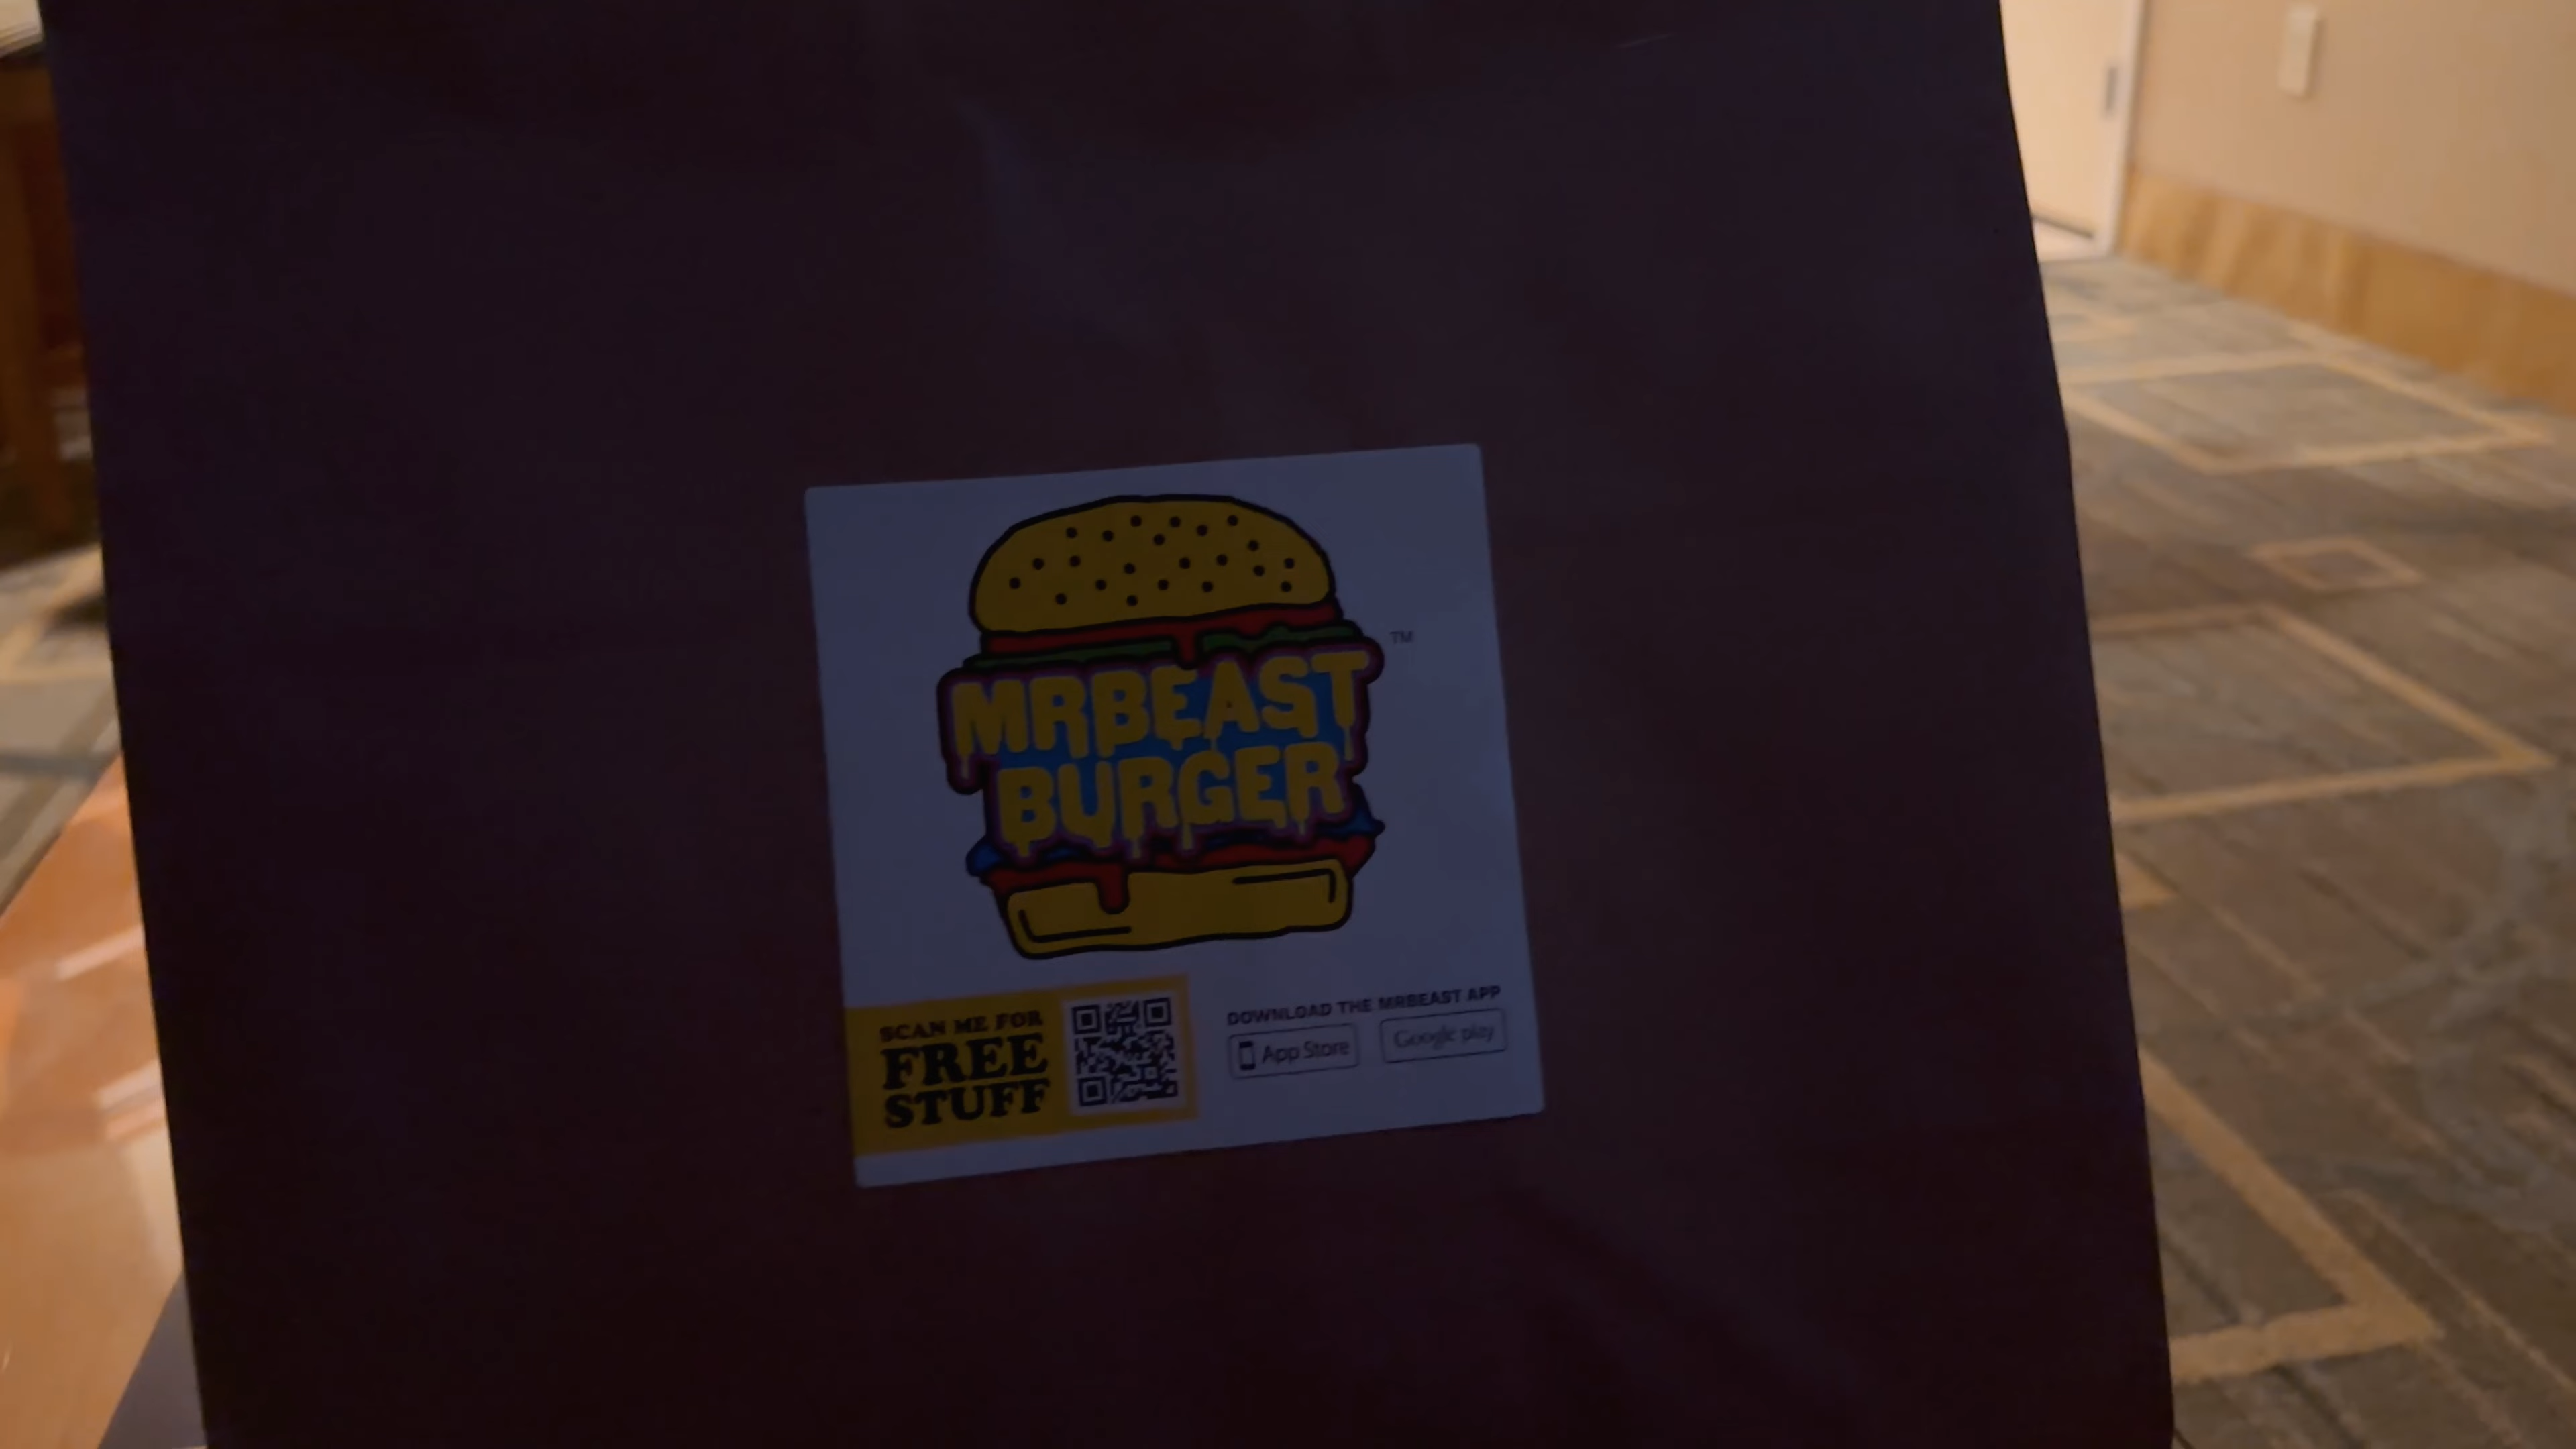 MRBEAST
BURGER
TM
SCAN ME FOR
FREE
STUFF
DOWNLOAD THE MRBEAST APP
App Store
Google play